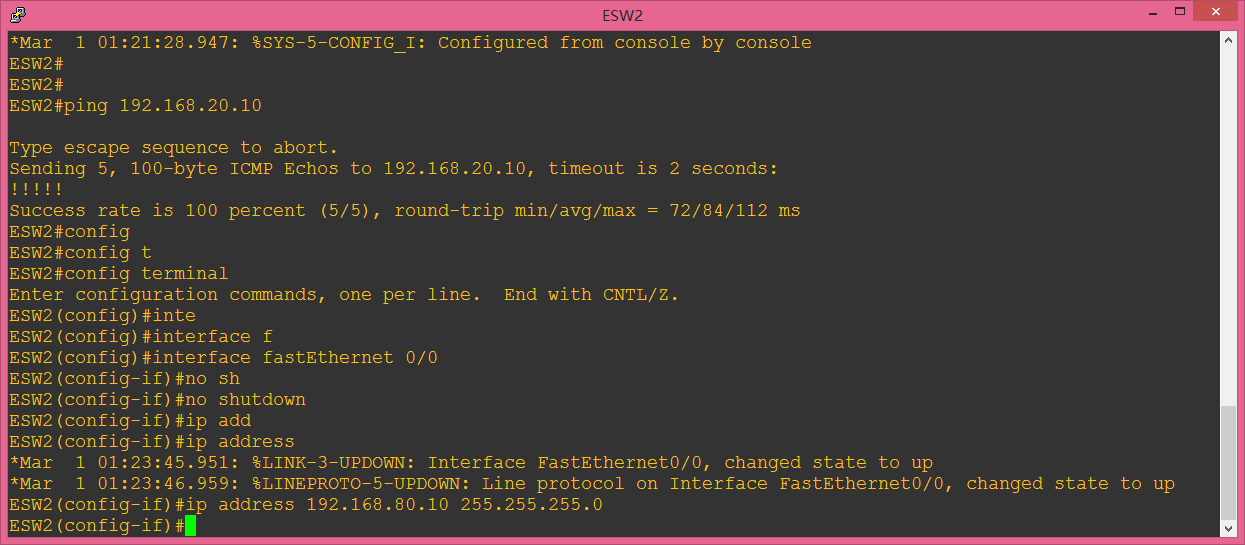 ESW2
*Mar  1 01:21:28.947: %SYS-5-CONFIG_I: Configured from console by console
ESW2#
ESW2#
ESW2#ping 192.168.20.10
Type escape sequence to abort.
Sending 5, 100-byte ICMP Echos to 192.168.20.10, timeout is 2 seconds:
!!!!!
Success rate is 100 percent (5/5), round-trip min/avg/max = 72/84/112 ms
ESW2#config
ESW2#config t
ESW2#config terminal
Enter configuration commands, one per line.  End with CNTL/Z.
ESW2(config)#inte
ESW2(config)#interface f
ESW2(config)#interface fastEthernet 0/0
ESW2(config-if)#no sh
ESW2(config-if)#no shutdown
ESW2(config-if)#ip add
ESW2(config-if)#ip address
*Mar  1 01:23:45.951: %LINK-3-UPDOWN: Interface FastEthernet0/0, changed state to up
*Mar  1 01:23:46.959: %LINEPROTO-5-UPDOWN: Line protocol on Interface FastEthernet0/0, changed state to up
ESW2(config-if)#ip address 192.168.80.10 255.255.255.0
ESW2(config-if)#